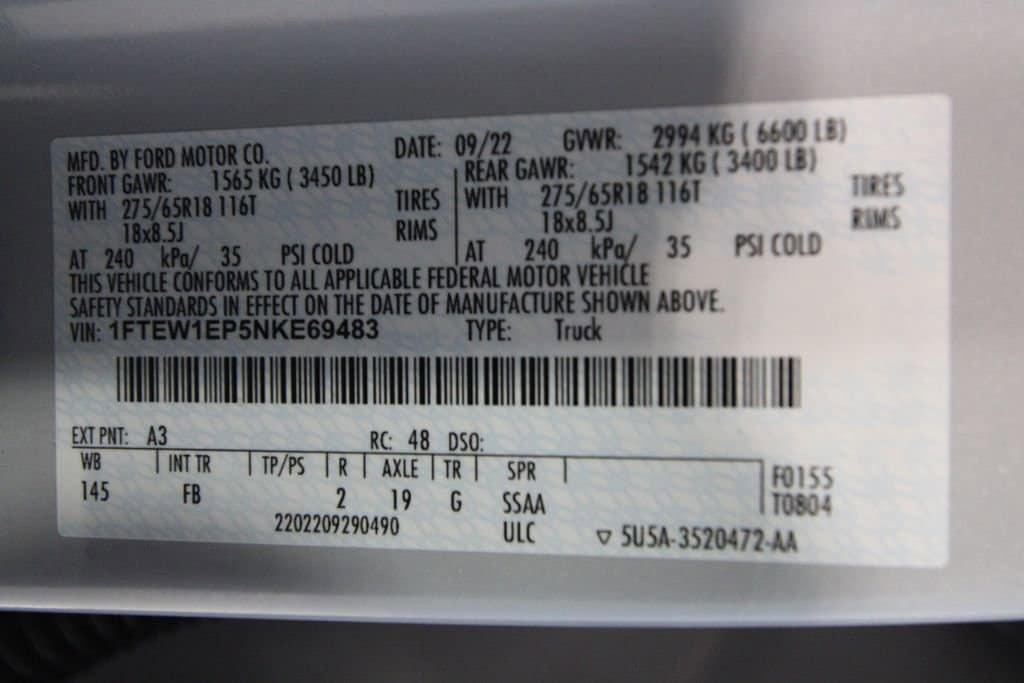 MFD. BY FORD MOTOR CO. DATE: 09/22 GVWR: 2994 KG ( 6600 LB)
FRONT GAWR: 1565 KG ( 3450 LB) REAR GAWR: 1542 KG ( 3400 LB)
WITH 275/65R18 116T TIRES WITH 275/65R18 116T TIRES
18x8.5J RIMS 18x8.5J RIMS
AT 240 kPa/ 35 PSI COLD AT 240 kPa/ 35 PSI COLD
THIS VEHICLE CONFORMS TO ALL APPLICABLE FEDERAL MOTOR VEHICLE
SAFETY STANDARDS IN EFFECT ON THE DATE OF MANUFACTURE SHOWN ABOVE.
VIN: 1FTEW1EP5NKE69483 TYPE: Truck
EXT PNT: A3 RC: 48 DSO:
WB INT TR TP/PS R AXLE TR SPR F0155
145 FB 2 19 G SSAA T0804
2202209290490 ULC ▽ 5U5A-3520472-AA